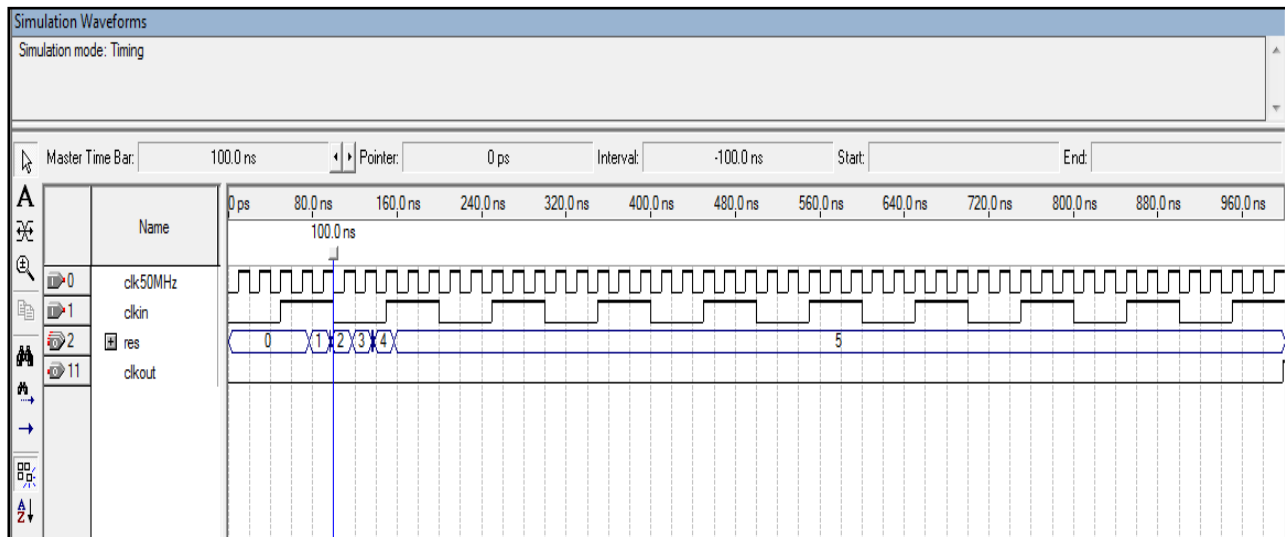 Simulation Waveforms
Simulation mode: Timing
Master Time Bar: 100.0 ns Pointer: 0 ps Interval: -100.0 ns Start: End:
A
Name
0 ps 80.0 ns 160.0 ns 240.0 ns 320.0 ns 400.0 ns 480.0 ns 560.0 ns 640.0 ns 720.0 ns 800.0 ns 880.0 ns 960.0 ns
100.0 ns
0 clk50MHz
1 clkin
2 res 0 1 2 3 4 5
11 clkout
A
Z